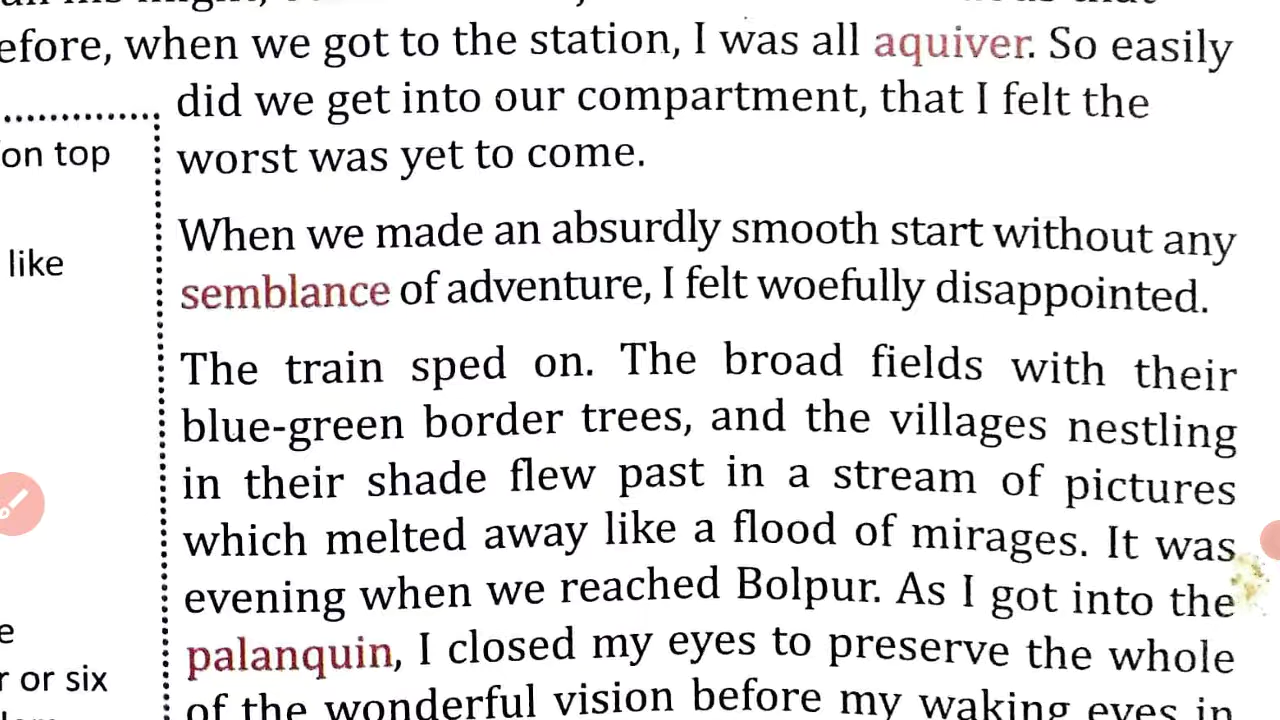 efore, when we got to the station, I was all aquiver. So easily
did we get into our compartment, that I felt the
worst was yet to come.
on top
like
When we made an absurdly smooth start without any
semblance of adventure, I felt woefully disappointed.
The train sped on. The broad fields with their
blue-green border trees, and the villages nestling
in their shade flew past in a stream of pictures
which melted away like a flood of mirages. It was
evening when we reached Bolpur. As I got into the
palanquin, I closed my eyes to preserve the whole
of the wonderful vision before my waking eyes in
e
r or six